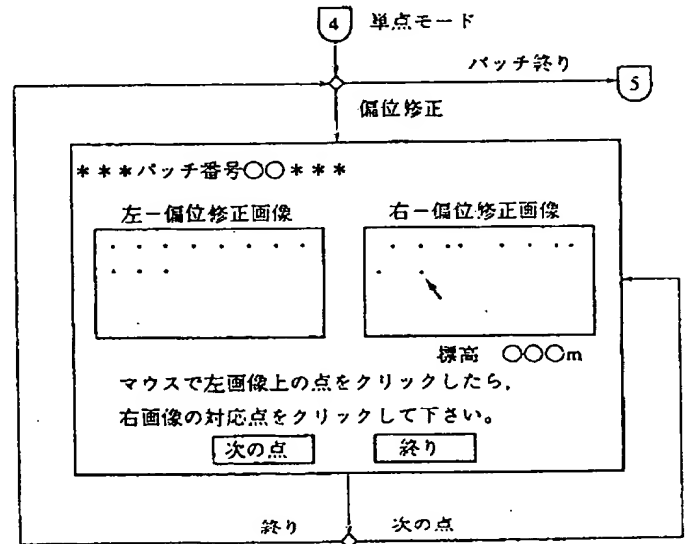 4 単点モード
パッチ終り
5
偏位修正
***パッチ番号〇〇***
左-偏位修正画像
右-偏位修正画像
標高 〇〇〇m
マウスで左画像上の点をクリックしたら,
右画像の対応点をクリックして下さい。
次の点
終り
終り
次の点